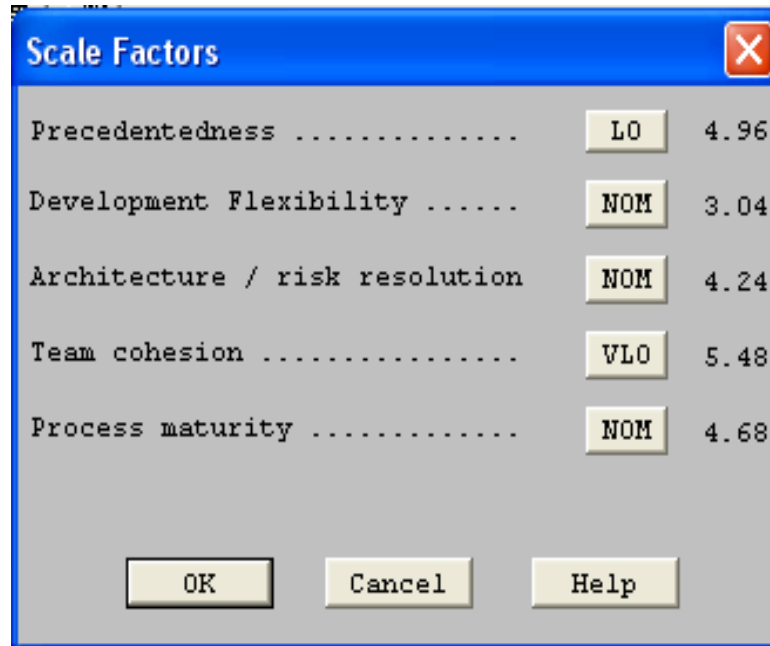 Scale Factors
Precedentedness .............. LO 4.96
Development Flexibility ...... NOM 3.04
Architecture / risk resolution NOM 4.24
Team cohesion ................ VLO 5.48
Process maturity ............. NOM 4.68
OK Cancel Help